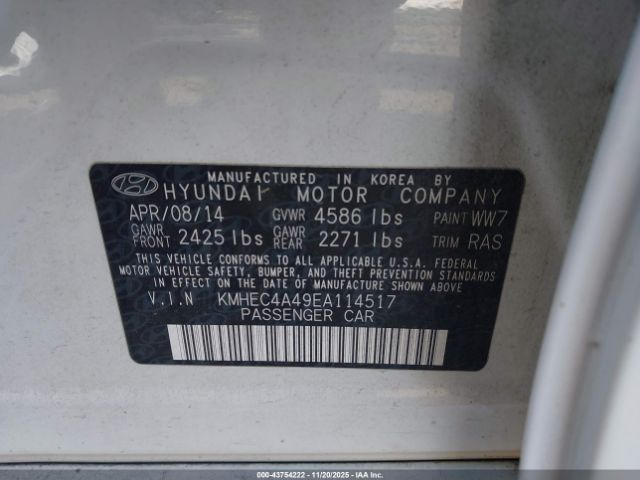 MANUFACTURED IN KOREA BY
HYUNDAI MOTOR COMPANY
APR/08/14 GVWR 4586 lbs PAINT WW7
GAWR FRONT 2425 lbs GAWR REAR 2271 lbs TRIM RAS
THIS VEHICLE CONFORMS TO ALL APPLICABLE U.S.A. FEDERAL
MOTOR VEHICLE SAFETY, BUMPER, AND THEFT PREVENTION STANDARDS
IN EFFECT ON THE DATE OF MANUFACTURE SHOWN ABOVE
V.I.N KMHEC4A49EA114517
PASSENGER CAR
000-43754222 - 11/20/2025 - IAA, Inc.